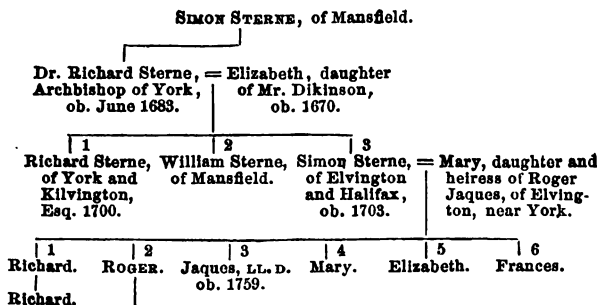 SIMON STERNE, of Mansfield.
Dr. Richard Sterne, = Elizabeth, daughter
Archbishop of York, of Mr. Dikinson,
ob. June 1683. ob. 1670.
1 2 3
Richard Sterne, William Sterne, Simon Sterne, = Mary, daughter and
of York and of Mansfield. of Elvington heiress of Roger
Kilvington, and Halifax, Jaques, of Elving-
Esq. 1700. ob. 1703. ton, near York.
1 2 3 4 5 6
Richard. ROGER. Jaques, LL. D. Mary. Elizabeth. Frances.
ob. 1759.
Richard.